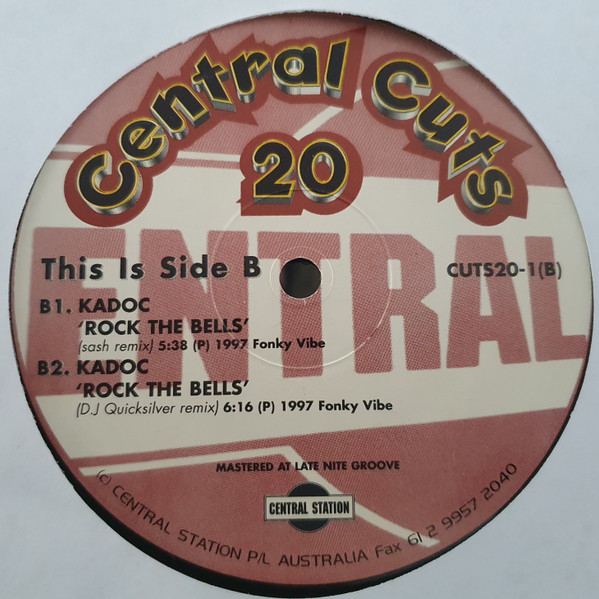 Central Cuts
20
ENTRAL
This Is Side B
CUTS20-1(B)
B1. KADOC
'ROCK THE BELLS'
(sash remix) 5:38 (P) 1997 Fonky Vibe
B2. KADOC
'ROCK THE BELLS'
(D.J Quicksilver remix) 6:16 (P) 1997 Fonky Vibe
MASTERED AT LATE NITE GROOVE
CENTRAL STATION
(c) CENTRAL STATION P/L AUSTRALIA Fax 61 2 9957 2040